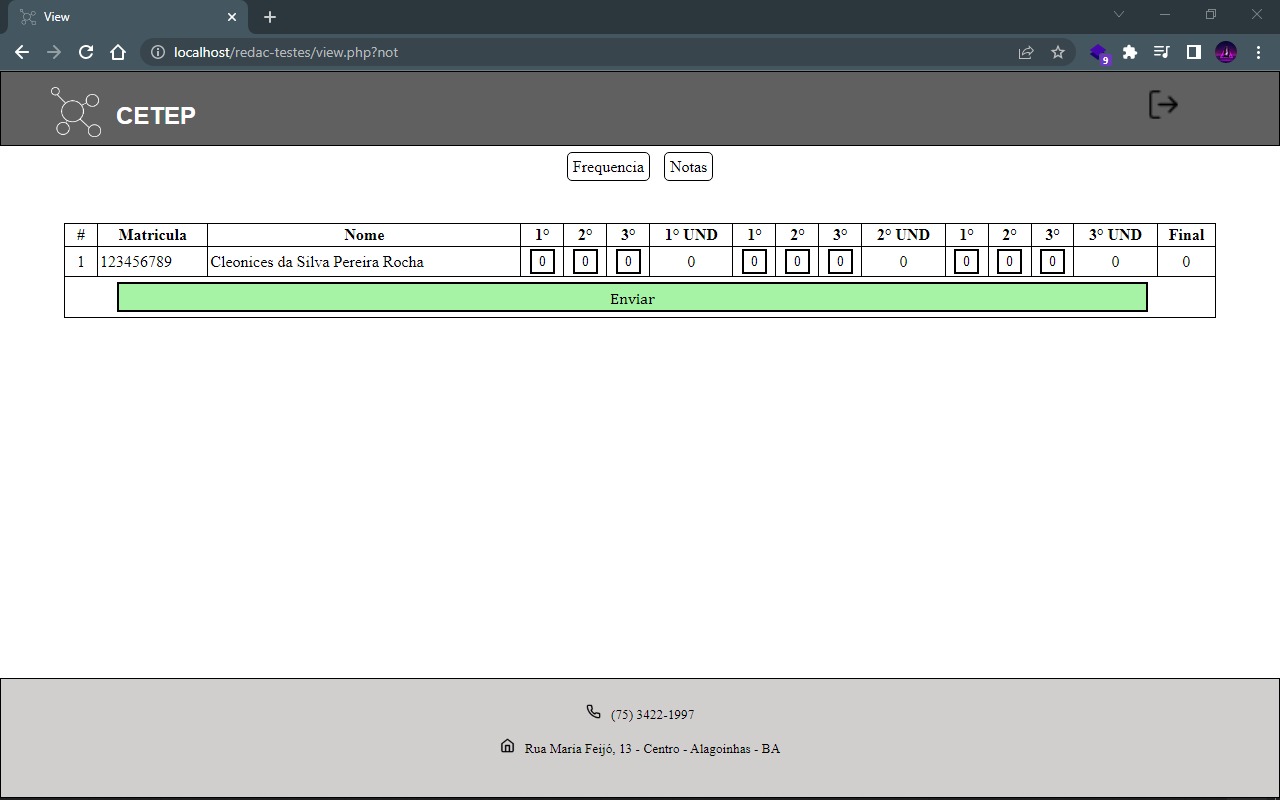 View
localhost/redac-testes/view.php?not
9
CETEP
Frequencia Notas
# Matricula Nome 1° 2° 3° 1° UND 1° 2° 3° 2° UND 1° 2° 3° 3° UND Final
1 123456789 Cleonices da Silva Pereira Rocha 0 0 0 0 0 0 0 0 0 0 0 0 0
Enviar
(75) 3422-1997
Rua Maria Feijó, 13 - Centro - Alagoinhas - BA